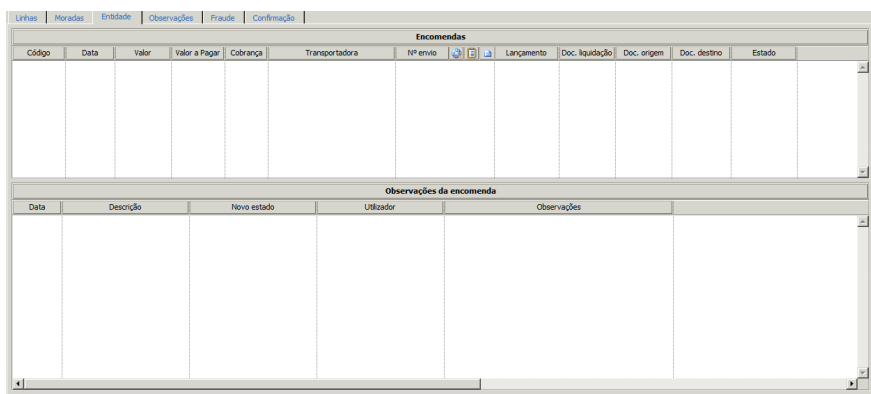 Linhas Moradas Entidade Observações Fraude Confirmação
Encomendas
Código Data Valor Valor a Pagar Cobrança Transportadora Nº envio Lançamento Doc. liquidação Doc. origem Doc. destino Estado
Observações da encomenda
Data Descrição Novo estado Utilizador Observações